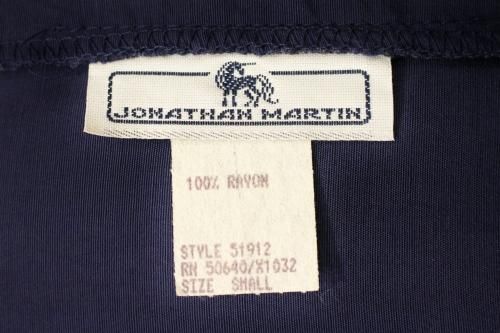 JONATHAN MARTIN
100% RAYON
STYLE 51912
RN 50640/X1032
SIZE SMALL